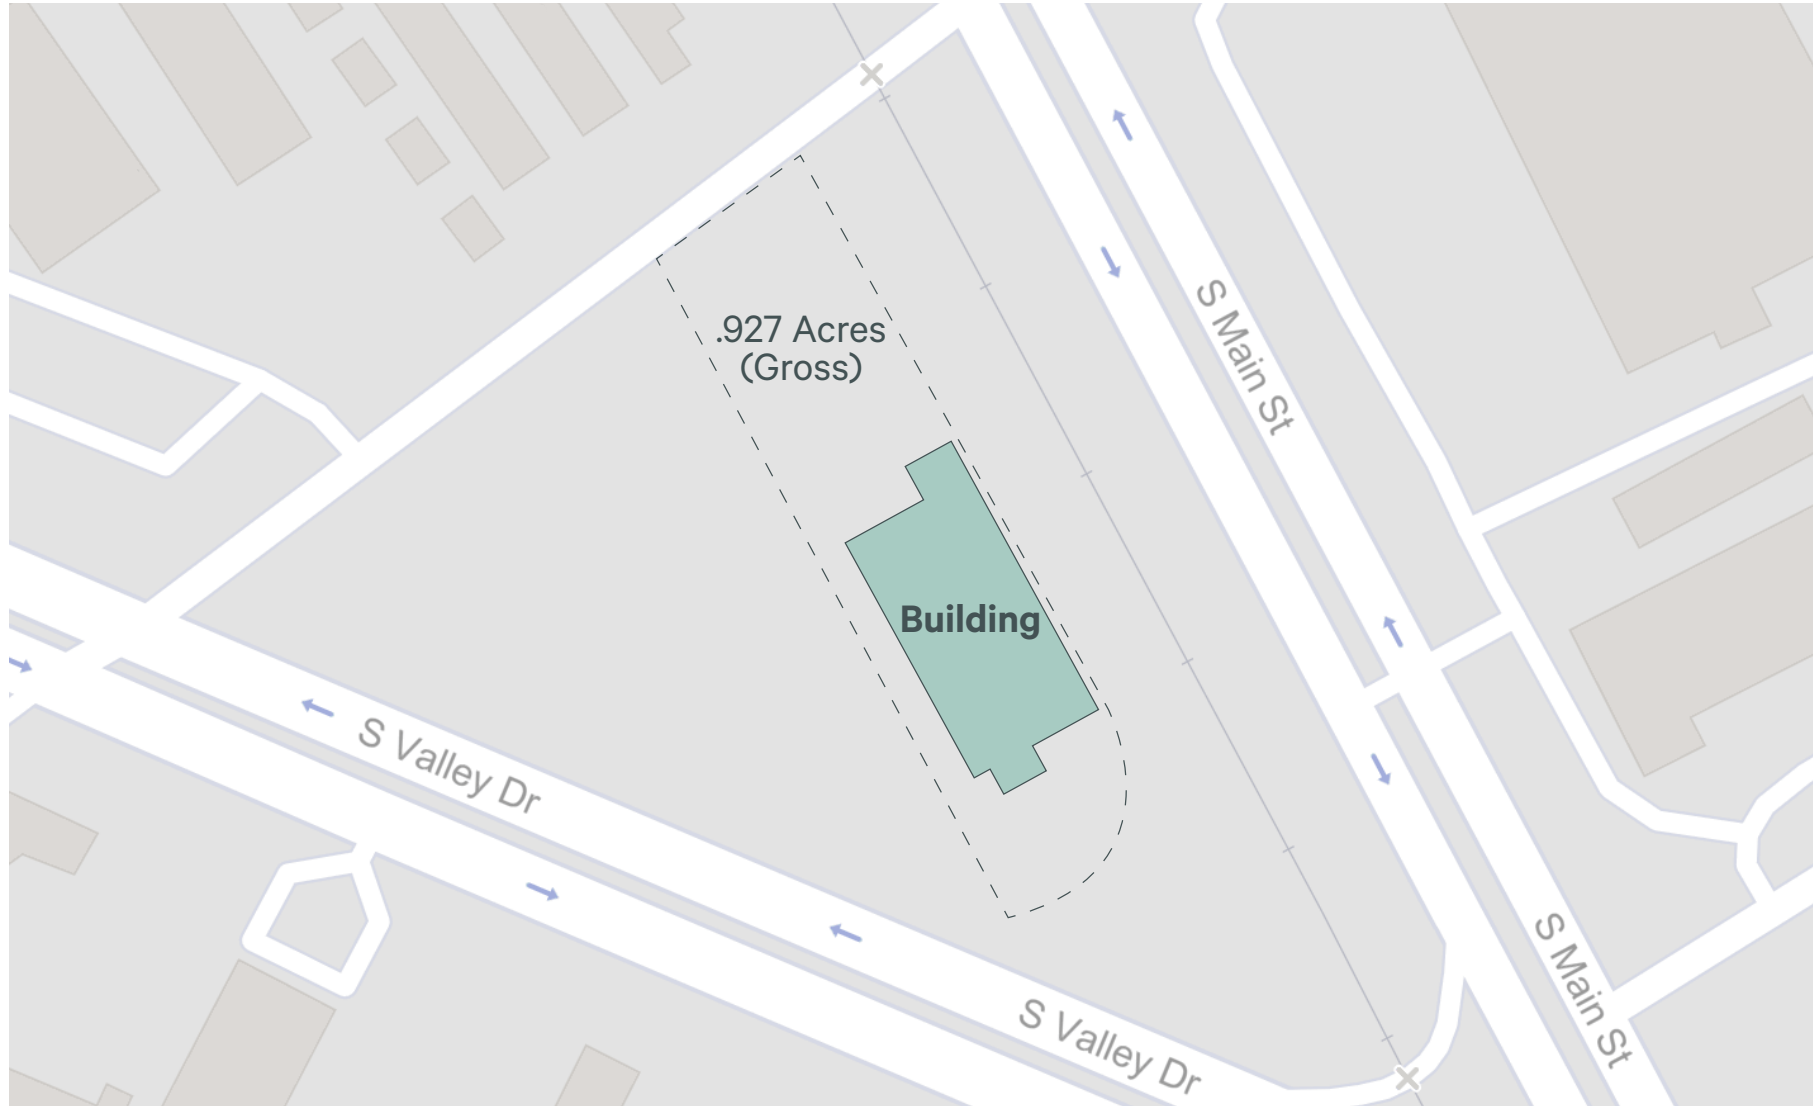 S Main St
.927 Acres
(Gross)
Building
S Valley Dr
S Main St
S Valley Dr